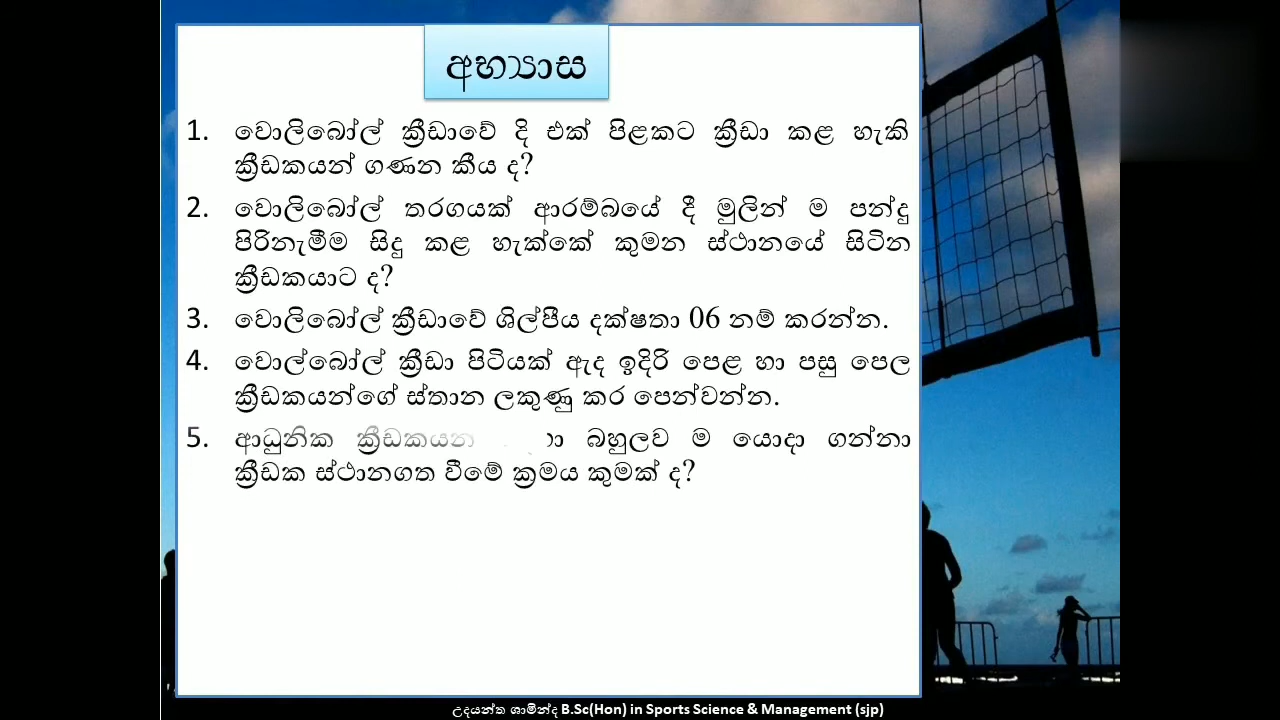 අභ්‍යාස
1. වොලිබෝල් ක්‍රීඩාවේ දි එක් පිළකට ක්‍රීඩා කළ හැකි
ක්‍රීඩකයන් ගණන කීය ද?
2. වොලිබෝල් තරගයක් ආරම්බයේ දී මුලින් ම පන්දු
පිරිනැමීම සිදු කළ හැක්කේ කුමන ස්ථානයේ සිටින
ක්‍රීඩකයාට ද?
3. වොලිබෝල් ක්‍රීඩාවේ ශිල්පීය දක්ෂතා 06 නම් කරන්න.
4. වොල්බෝල් ක්‍රීඩා පිටියක් ඇද ඉදිරි පෙළ හා පසු පෙල
ක්‍රීඩකයන්ගේ ස්තාන ලකුණු කර පෙන්වන්න.
5. ආධුනික ක්‍රීඩකයන් බහුලව ම යොදා ගන්නා
ක්‍රීඩක ස්ථානගත වීමේ ක්‍රමය කුමක් ද?
උදයන්ත ශාමින්ද B.Sc(Hon) in Sports Science & Management (sjp)